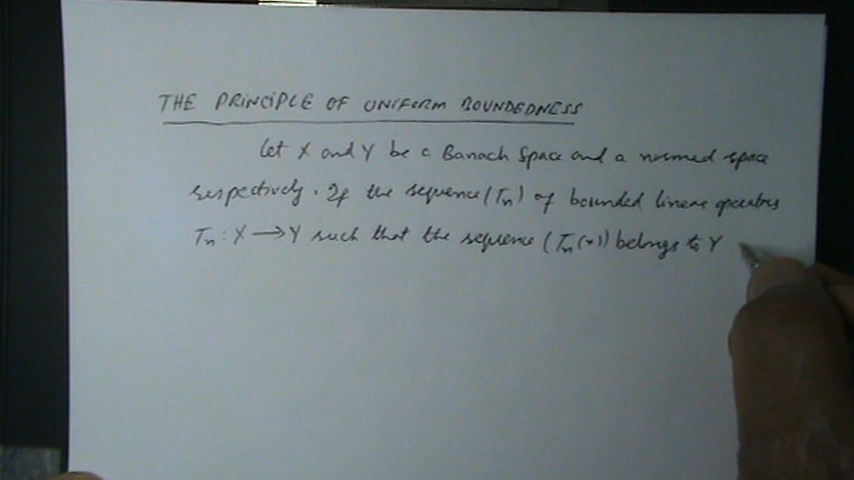 THE PRINCIPLE OF UNIFORM BOUNDEDNESS
Let X and Y be a Banach Space and a normed space
respectively. If the sequence (Tn) of bounded linear operators
Tn : X → Y such that the sequence (Tn(x)) belongs to Y